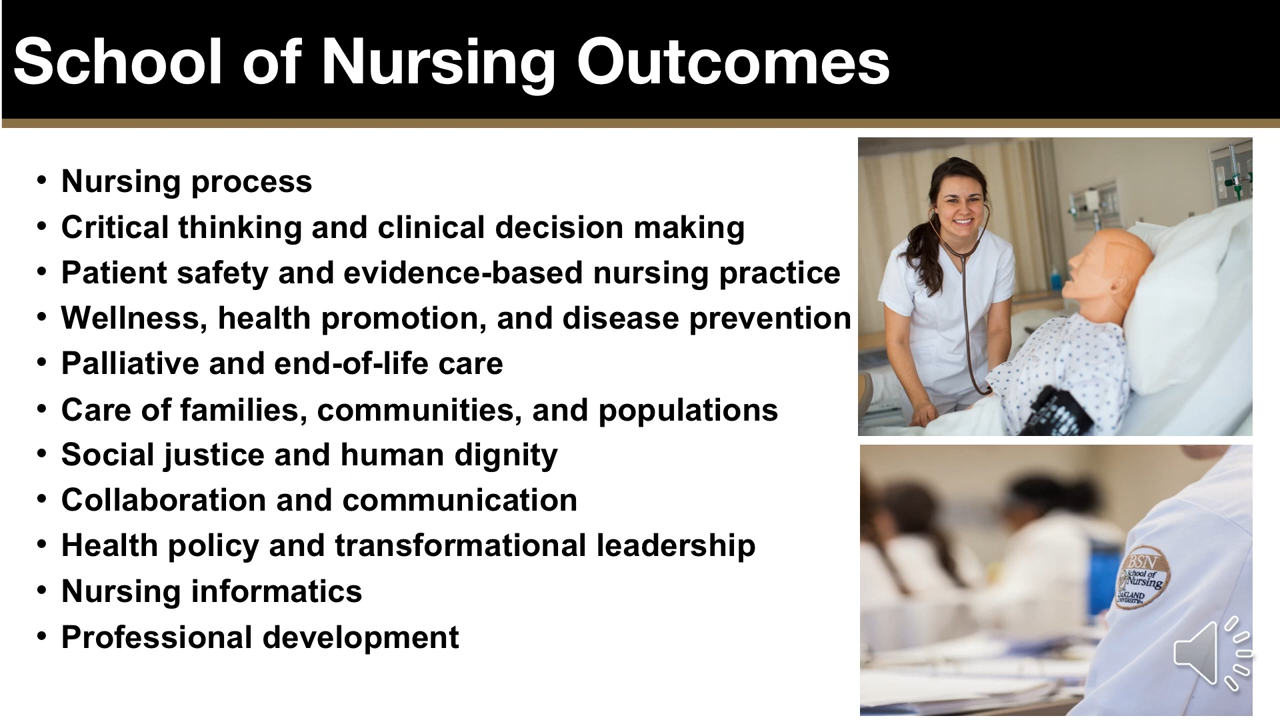 School of Nursing Outcomes
• Nursing process
• Critical thinking and clinical decision making
• Patient safety and evidence-based nursing practice
• Wellness, health promotion, and disease prevention
• Palliative and end-of-life care
• Care of families, communities, and populations
• Social justice and human dignity
• Collaboration and communication
• Health policy and transformational leadership
• Nursing informatics
• Professional development
BSN
School of
Nursing
OAKLAND
UNIVERSITY